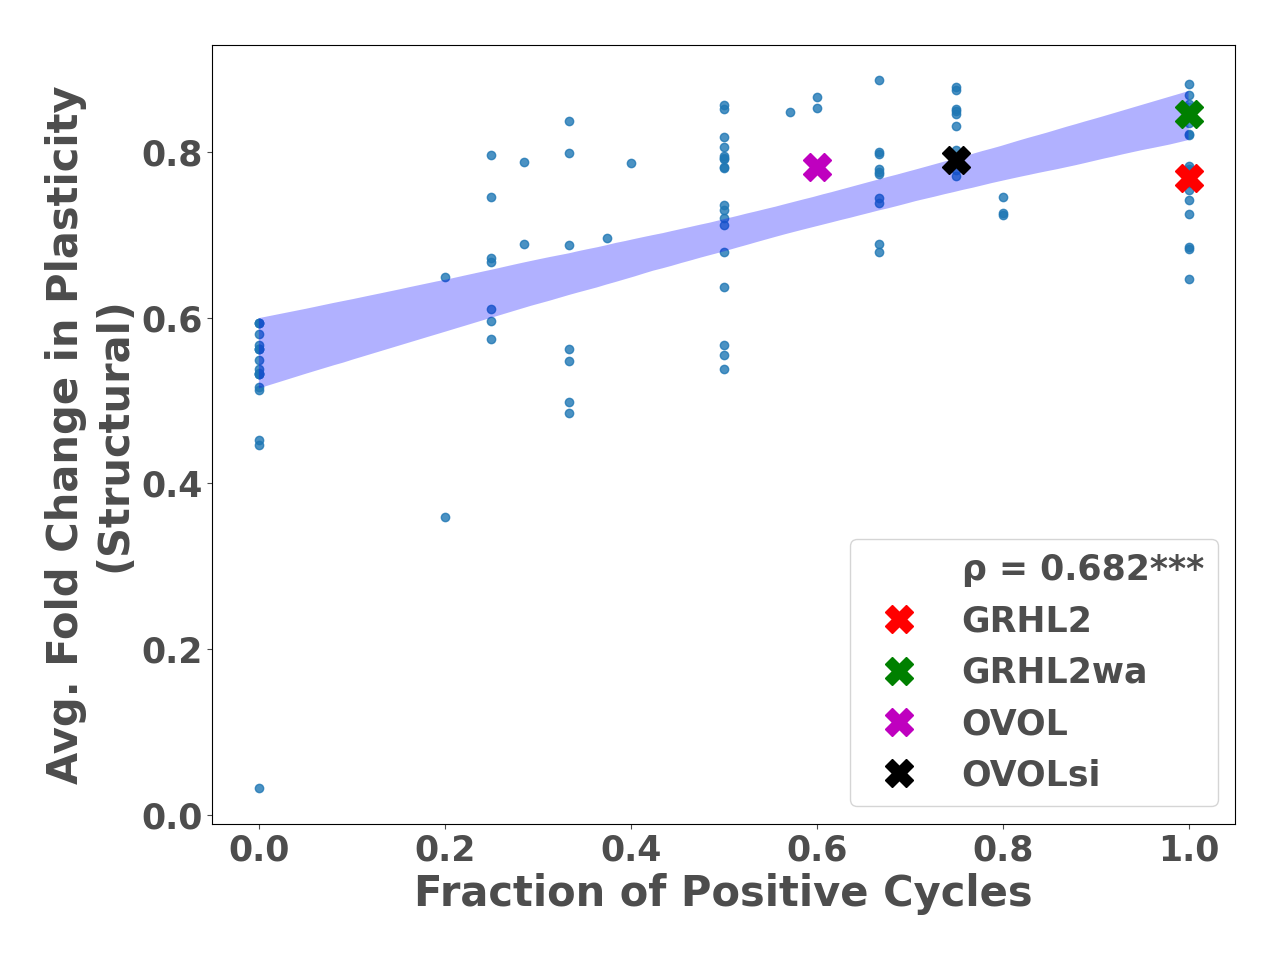 Avg. Fold Change in Plasticity
(Structural)
0.8
0.6
0.4
0.2
0.0
ρ = 0.682***
GRHL2
GRHL2wa
OVOL
OVOLsi
0.0 0.2 0.4 0.6 0.8 1.0
Fraction of Positive Cycles